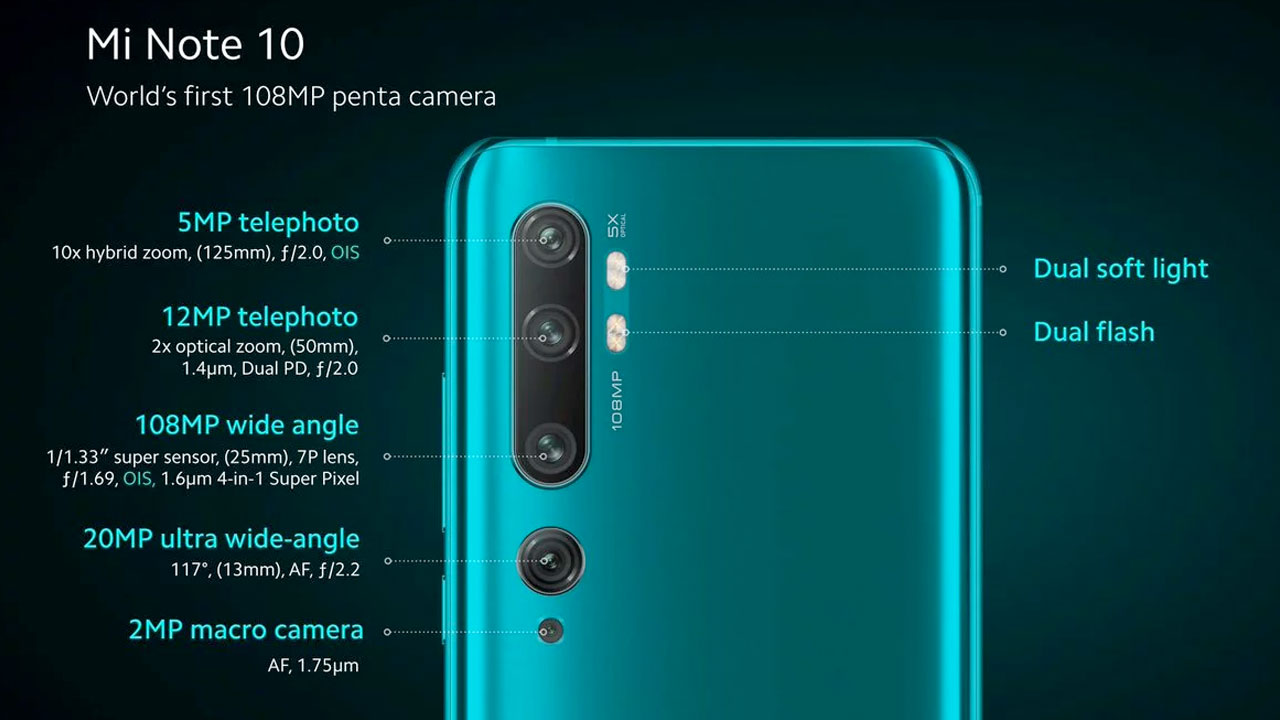 Mi Note 10
World's first 108MP penta camera
5MP telephoto
10x hybrid zoom, (125mm), ƒ/2.0, OIS
12MP telephoto
2x optical zoom, (50mm),
1.4µm, Dual PD, ƒ/2.0
108MP wide angle
1/1.33″ super sensor, (25mm), 7P lens,
ƒ/1.69, OIS, 1.6µm 4-in-1 Super Pixel
20MP ultra wide-angle
117°, (13mm), AF, ƒ/2.2
2MP macro camera
AF, 1.75µm
5X
OPTICAL
108MP
Dual soft light
Dual flash